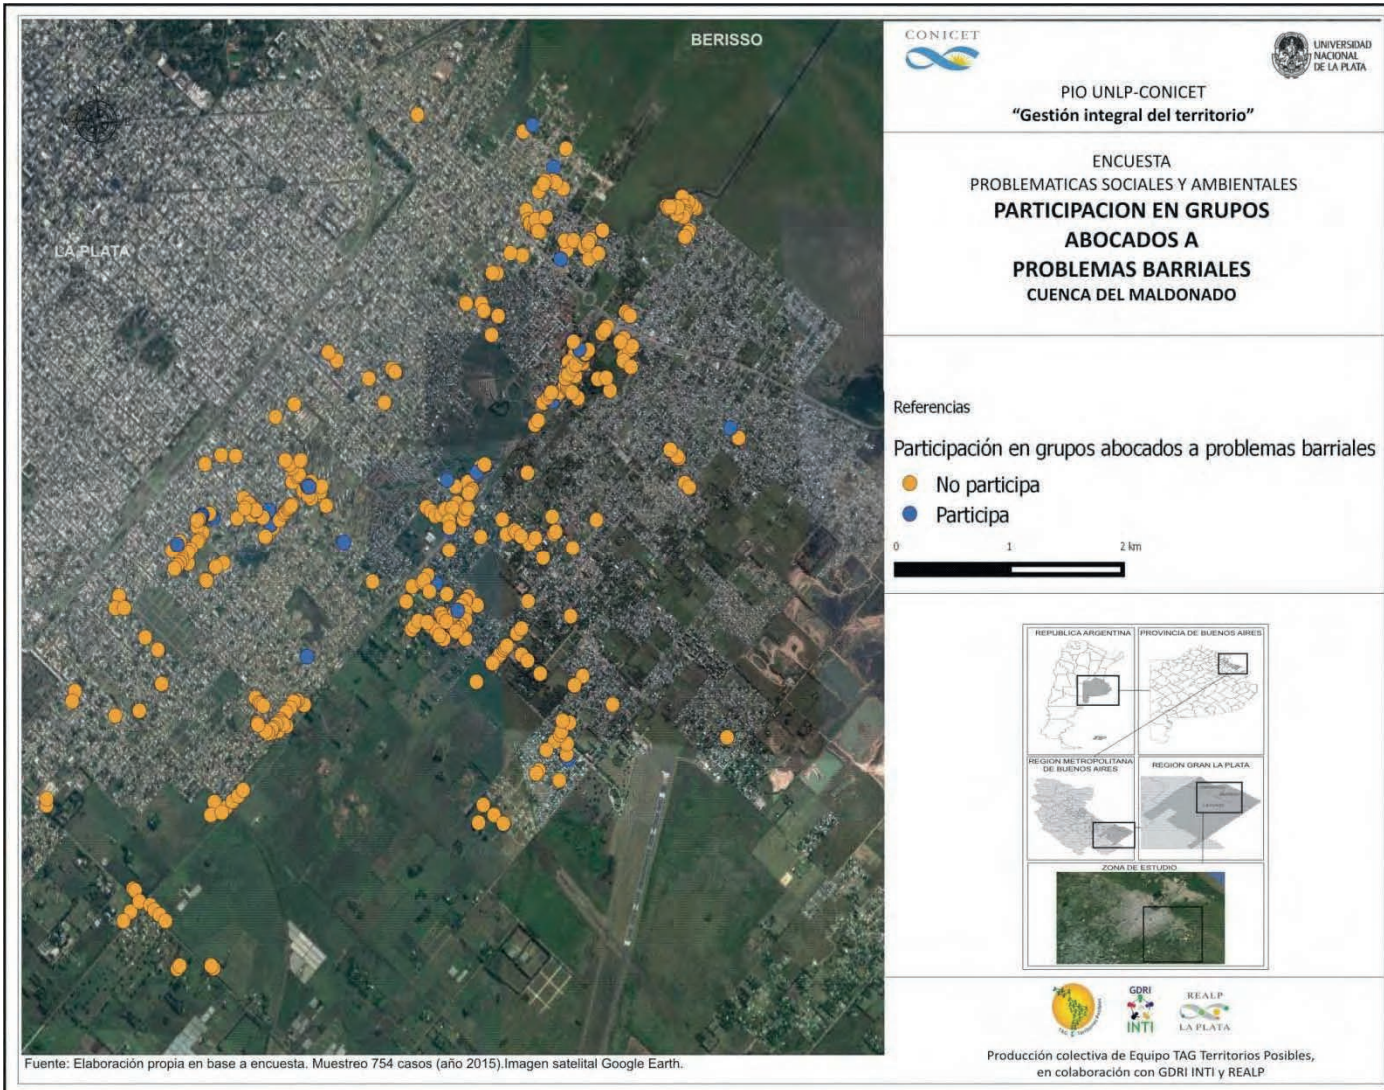 BERISSO
LA PLATA
CONICET
UNIVERSIDAD
NACIONAL
DE LA PLATA
PIO UNLP-CONICET
“Gestión integral del territorio”
ENCUESTA
PROBLEMATICAS SOCIALES Y AMBIENTALES
PARTICIPACION EN GRUPOS
ABOCADOS A
PROBLEMAS BARRIALES
CUENCA DEL MALDONADO
Referencias
Participación en grupos abocados a problemas barriales
No participa
Participa
0 1 2 km
REPUBLICA ARGENTINA
PROVINCIA DE BUENOS AIRES
REGION METROPOLITANA
DE BUENOS AIRES
REGION GRAN LA PLATA
ZONA DE ESTUDIO
TAG Territorios Posibles
GDRI
INTI
REALP
LA PLATA
Producción colectiva de Equipo TAG Territorios Posibles,
en colaboración con GDRI INTI y REALP
Fuente: Elaboración propia en base a encuesta. Muestreo 754 casos (año 2015).Imagen satelital Google Earth.